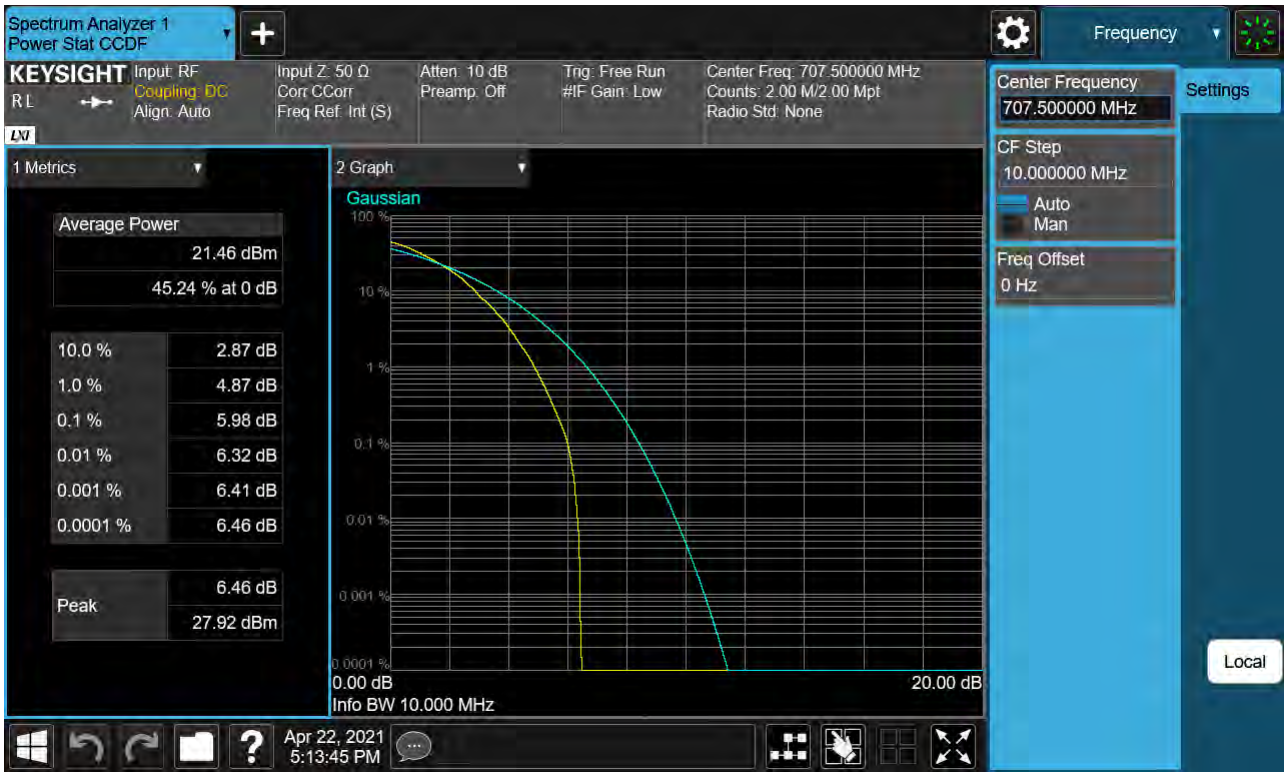 Spectrum Analyzer 1
Power Stat CCDF
+
Frequency
KEYSIGHT
RL
LXI
Input: RF
Coupling: DC
Align: Auto
Input Z: 50 Ω
Corr CCorr
Freq Ref: Int (S)
Atten: 10 dB
Preamp: Off
Trig: Free Run
#IF Gain: Low
Center Freq: 707.500000 MHz
Counts: 2.00 M/2.00 Mpt
Radio Std: None
Center Frequency
707.500000 MHz
Settings
CF Step
10.000000 MHz
Auto
Man
Freq Offset
0 Hz
1 Metrics
Average Power
21.46 dBm
45.24 % at 0 dB
10.0 % 2.87 dB
1.0 % 4.87 dB
0.1 % 5.98 dB
0.01 % 6.32 dB
0.001 % 6.41 dB
0.0001 % 6.46 dB
Peak
6.46 dB
27.92 dBm
2 Graph
Gaussian
100 %
10 %
1 %
0.1 %
0.01 %
0.001 %
0.0001 %
0.00 dB
20.00 dB
Info BW 10.000 MHz
Local
?
Apr 22, 2021
5:13:45 PM